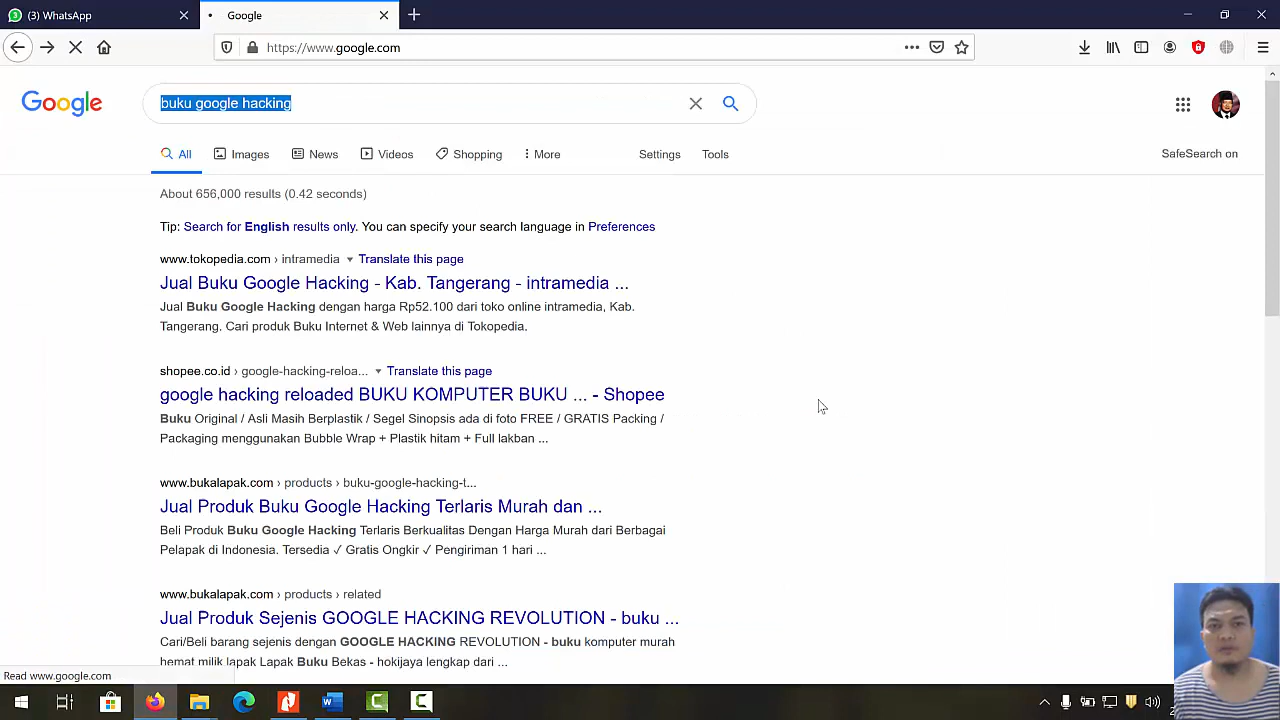 (3) WhatsApp
Google
https://www.google.com
Google
buku google hacking
All
Images
News
Videos
Shopping
More
Settings
Tools
SafeSearch on
About 656,000 results (0.42 seconds)
Tip: Search for English results only. You can specify your search language in Preferences
www.tokopedia.com › intramedia ▼ Translate this page
Jual Buku Google Hacking - Kab. Tangerang - intramedia ...
Jual Buku Google Hacking dengan harga Rp52.100 dari toko online intramedia, Kab.
Tangerang. Cari produk Buku Internet & Web lainnya di Tokopedia.
shopee.co.id › google-hacking-reloa... ▼ Translate this page
google hacking reloaded BUKU KOMPUTER BUKU ... - Shopee
Buku Original / Asli Masih Berplastik / Segel Sinopsis ada di foto FREE / GRATIS Packing /
Packaging menggunakan Bubble Wrap + Plastik hitam + Full lakban ...
www.bukalapak.com › products › buku-google-hacking-t...
Jual Produk Buku Google Hacking Terlaris Murah dan ...
Beli Produk Buku Google Hacking Terlaris Berkualitas Dengan Harga Murah dari Berbagai
Pelapak di Indonesia. Tersedia ✓ Gratis Ongkir ✓ Pengiriman 1 hari ...
www.bukalapak.com › products › related
Jual Produk Sejenis GOOGLE HACKING REVOLUTION - buku ...
Cari/Beli barang sejenis dengan GOOGLE HACKING REVOLUTION - buku komputer murah
hemat milik lapak Lapak Buku Bekas - hokijaya lengkap dari ...
Read www.google.com